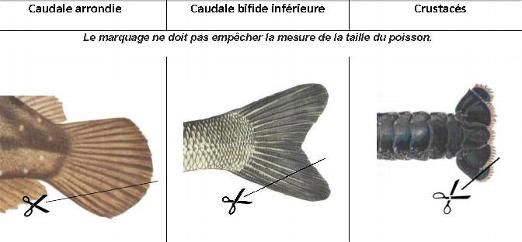 Caudale arrondie
Caudale bifide inférieure
Crustacés
Le marquage ne doit pas empêcher la mesure de la taille du poisson.